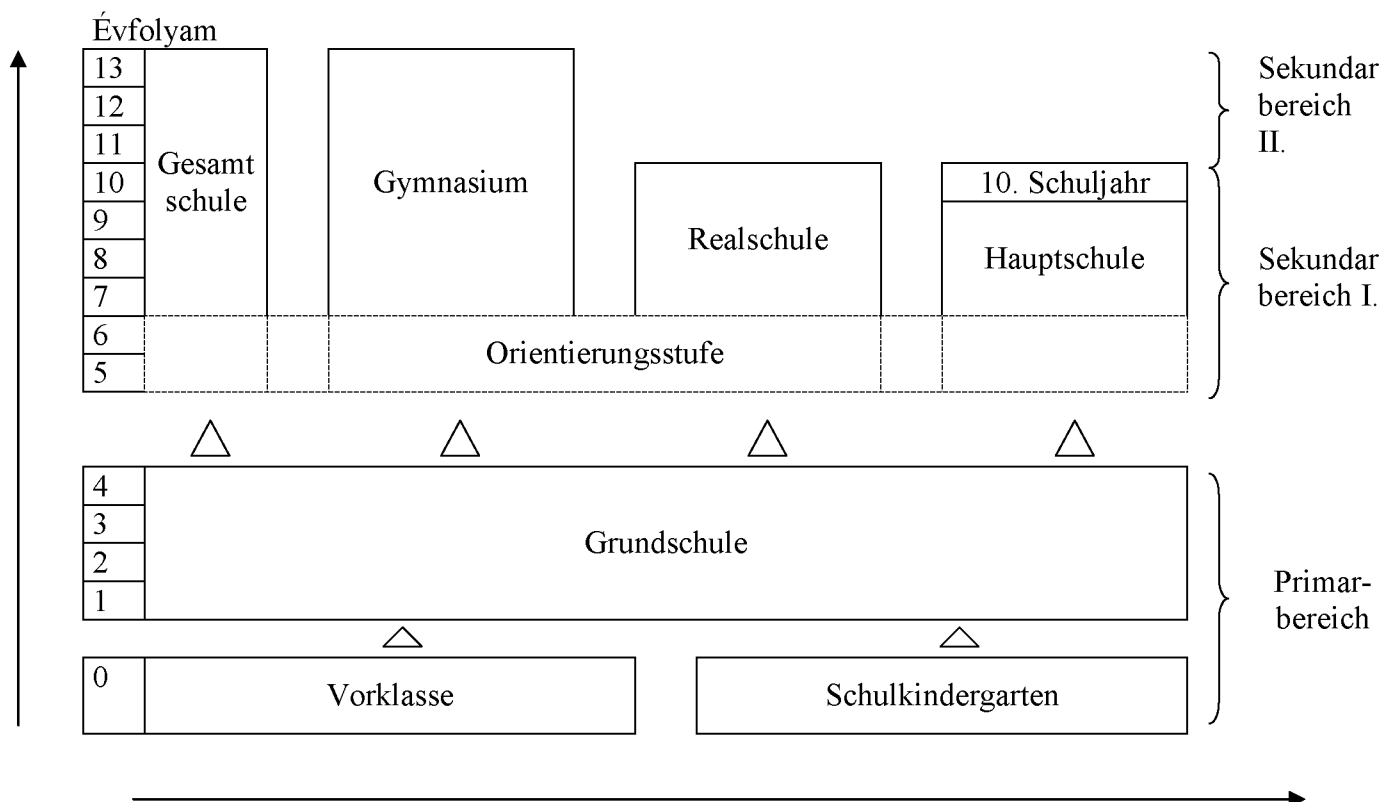 Évfolyam
13
12
11
10
9
8
7
6
5
Gesamt
schule
Gymnasium
Realschule
10. Schuljahr
Hauptschule
Orientierungsstufe
Sekundar
bereich
II.
Sekundar
bereich I.
4
3
2
1
Grundschule
Primar-
bereich
0
Vorklasse
Schulkindergarten